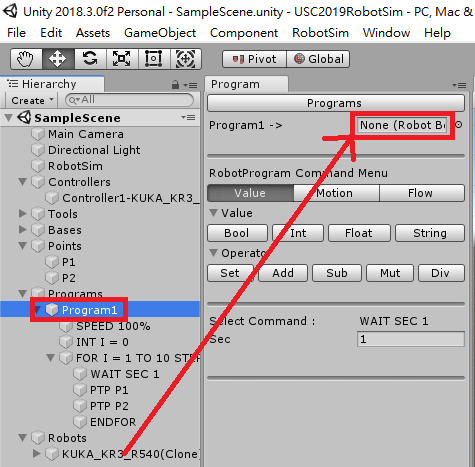 Unity 2018.3.0f2 Personal - SampleScene.unity - USC2019RobotSim - PC, Mac &
File Edit Assets GameObject Component RobotSim Window Help
Pivot Global
Hierarchy
Create All
SampleScene
Main Camera
Directional Light
RobotSim
Controllers
Controller1-KUKA_KR3_
Tools
Bases
Points
P1
P2
Programs
Program1
SPEED 100%
INT I = 0
FOR I = 1 TO 10 STEP
WAIT SEC 1
PTP P1
PTP P2
ENDFOR
Robots
KUKA_KR3_R540(Clone)
Program
Programs
Program1 -> None (Robot Ba
RobotProgram Command Menu
Value Motion Flow
Value
Bool Int Float String
Operator
Set Add Sub Mut Div
Select Command : WAIT SEC 1
Sec 1